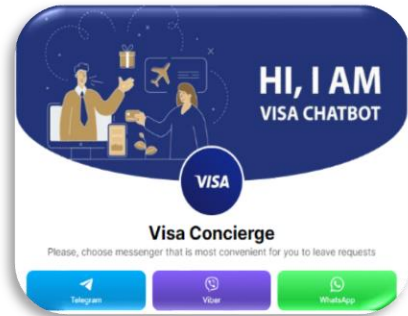 HI, I AM
VISA CHATBOT
VISA
Visa Concierge
Please, choose messenger that is most convenient for you to leave requests
Telegram
Viber
WhatsApp